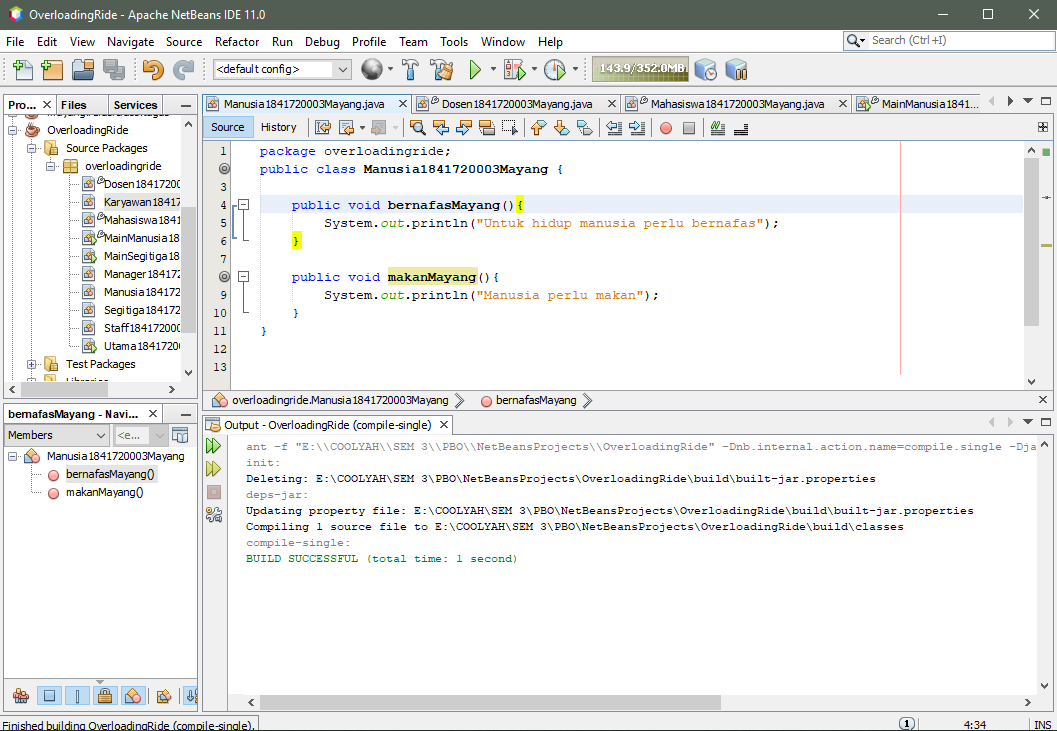 OverloadingRide - Apache NetBeans IDE 11.0
File Edit View Navigate Source Refactor Run Debug Profile Team Tools Window Help
Search (Ctrl+I)
<default config>
143.9/352.0MB
Pro... Files Services
OverloadingRide
Source Packages
overloadingride
Dosen1841720
Karyawan18417
Mahasiswa1841
MainManusia18
MainSegitiga18
Manager184172
Manusia184172
Segitiga184172
Staff184172000
Utama18417200
Test Packages
Libraries
Manusia1841720003Mayang.java Dosen1841720003Mayang.java Mahasiswa1841720003Mayang.java MainManusia1841...
Source History
1 package overloadingride;
public class Manusia1841720003Mayang {
3
4 public void bernafasMayang(){
5 System.out.println("Untuk hidup manusia perlu bernafas");
6 }
7
public void makanMayang(){
9 System.out.println("Manusia perlu makan");
10 }
11 }
12
13
overloadingride.Manusia1841720003Mayang bernafasMayang
bernafasMayang - Navi...
Members <e...
Manusia1841720003Mayang
bernafasMayang()
makanMayang()
Output - OverloadingRide (compile-single)
ant -f "E:\\COOLYAH\\SEM 3\\PBO\\NetBeansProjects\\OverloadingRide" -Dnb.internal.action.name=compile.single -Dja
init:
Deleting: E:\COOLYAH\SEM 3\PBO\NetBeansProjects\OverloadingRide\build\built-jar.properties
deps-jar:
Updating property file: E:\COOLYAH\SEM 3\PBO\NetBeansProjects\OverloadingRide\build\built-jar.properties
Compiling 1 source file to E:\COOLYAH\SEM 3\PBO\NetBeansProjects\OverloadingRide\build\classes
compile-single:
BUILD SUCCESSFUL (total time: 1 second)
Finished building OverloadingRide (compile-single).
1 4:34 INS